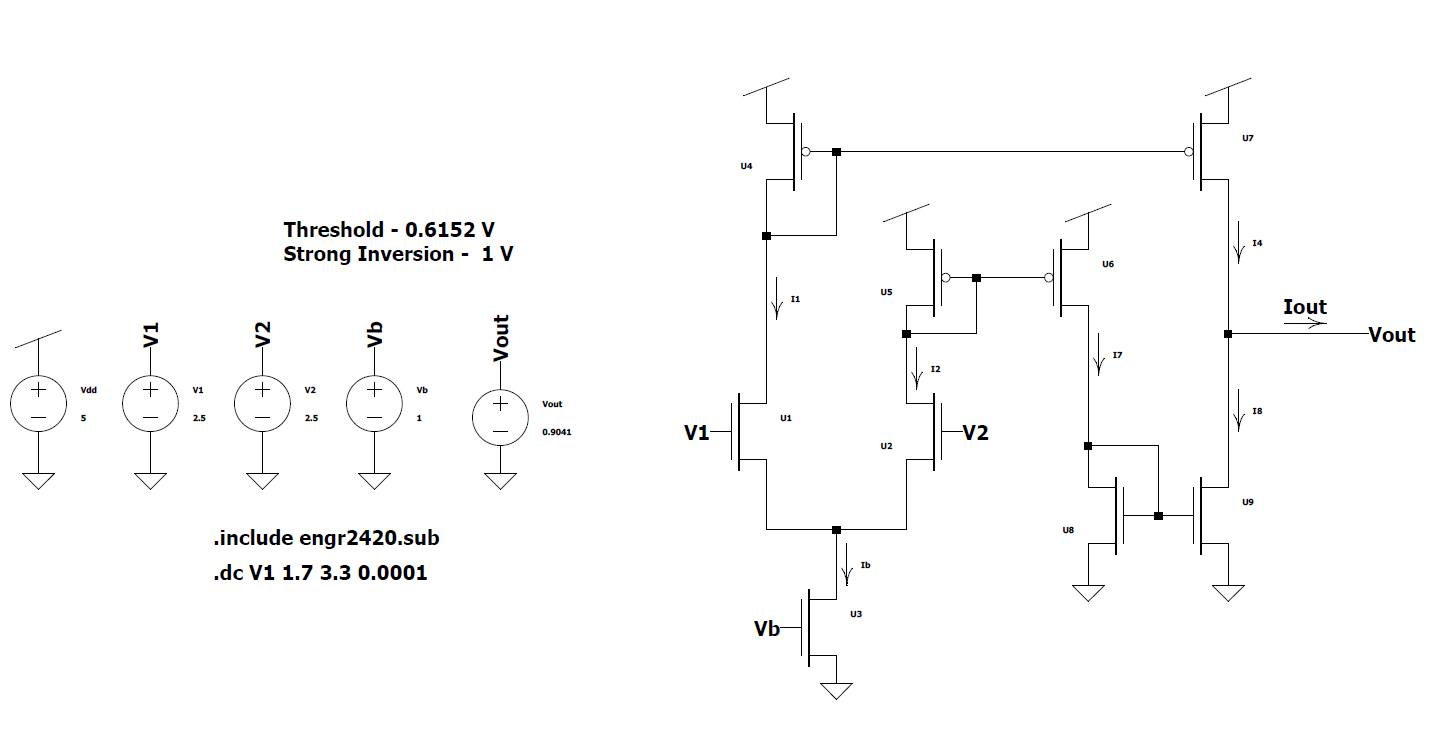 Threshold - 0.6152 V
Strong Inversion - 1 V
Vdd
5
V1
V1
2.5
V2
V2
2.5
Vb
Vb
1
Vout
Vout
0.9041
.include engr2420.sub
.dc V1 1.7 3.3 0.0001
U4
U7
I1
U5
U6
I4
I2
I7
Iout
Vout
V1
U1
U2
V2
I8
U8
U9
Ib
Vb
U3